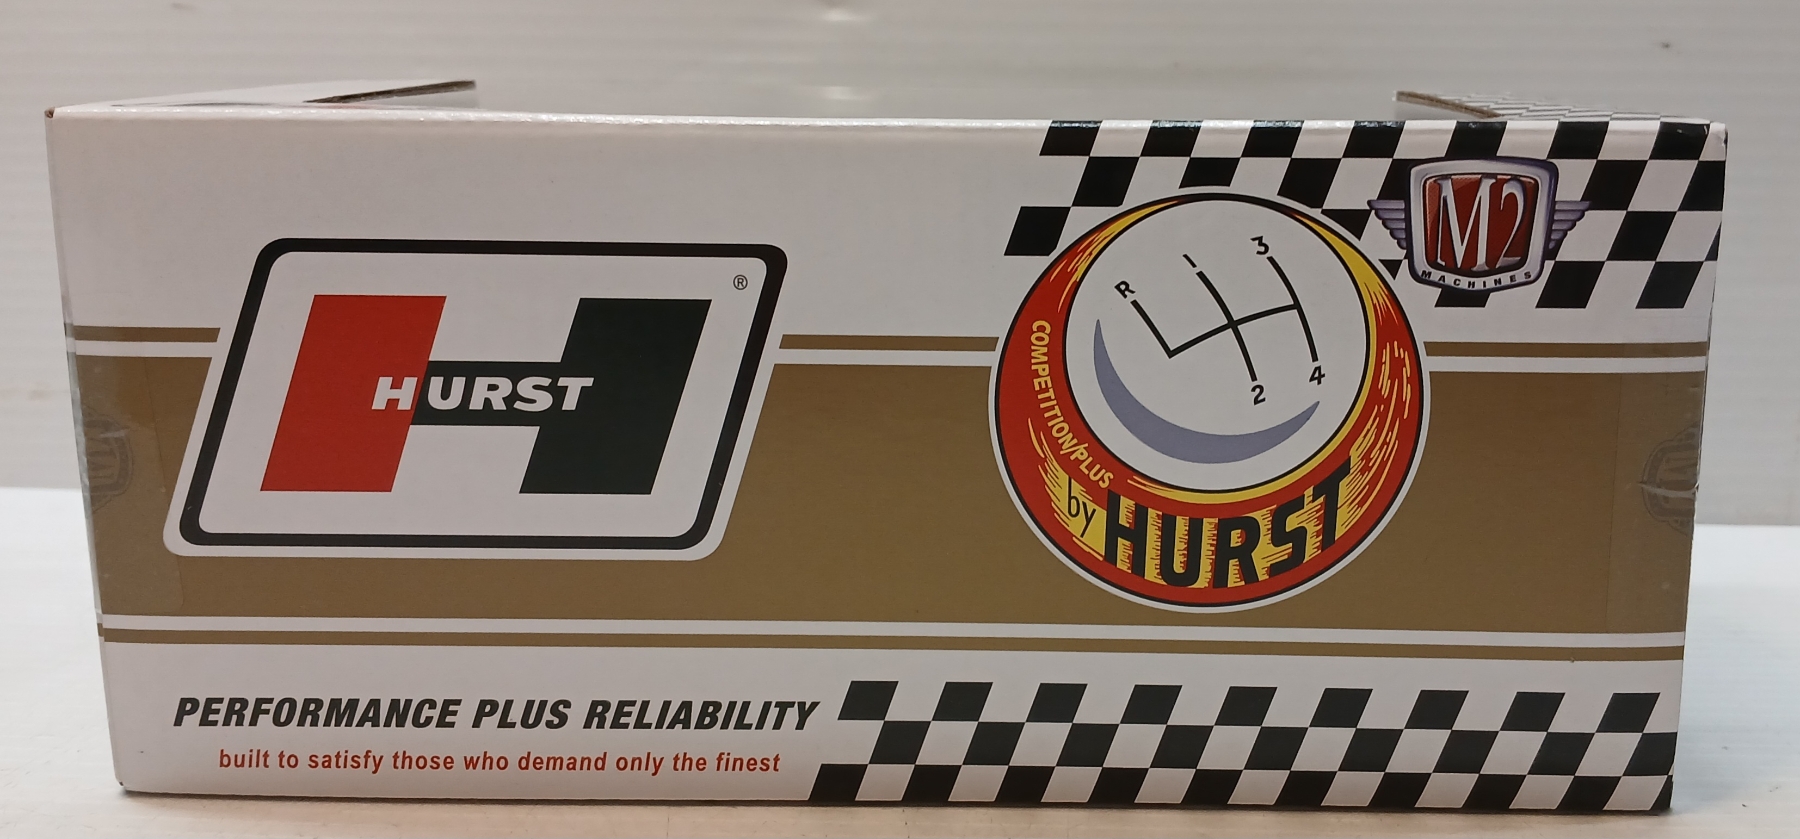 M2
MACHINES
HURST
®
R 1 3
2 4
COMPETITION/PLUS
by HURST
PERFORMANCE PLUS RELIABILITY
built to satisfy those who demand only the finest